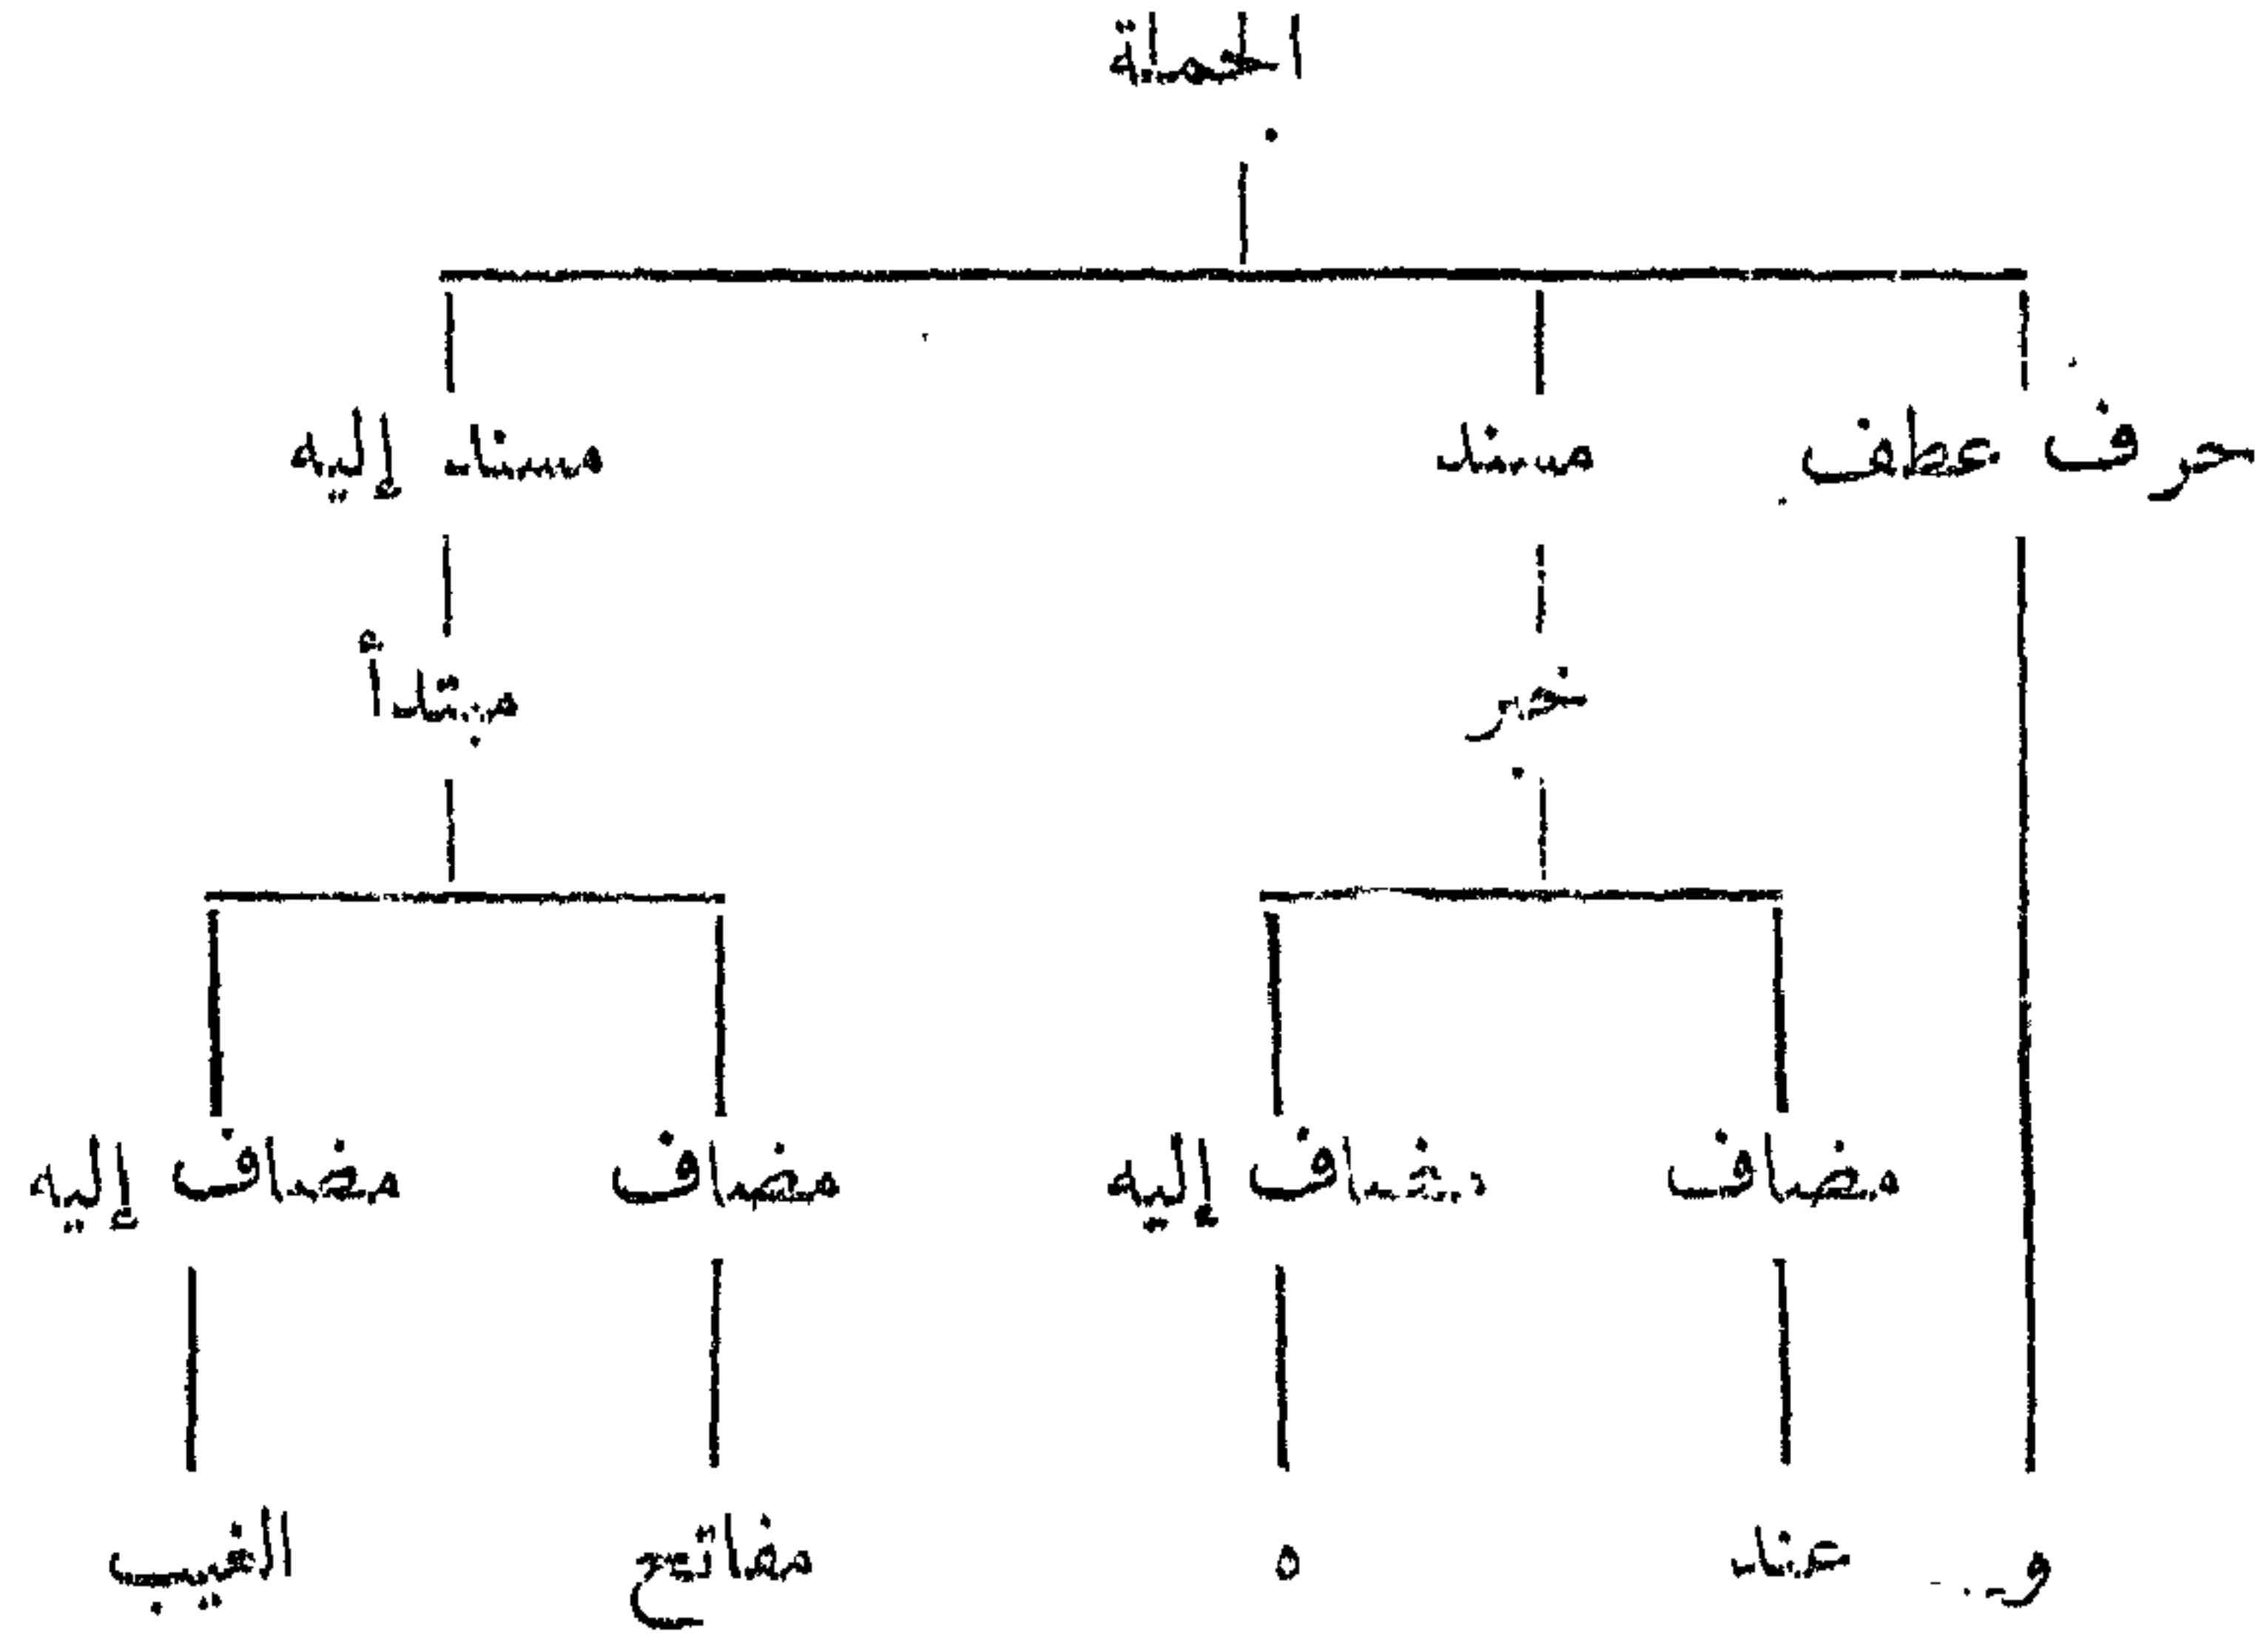 الجملة
حرف عطف مسند مسند إليه
خبر مبتدأ
مضاف مضاف إليه مضاف مضاف إليه
و عند ه مفاتح الغيب